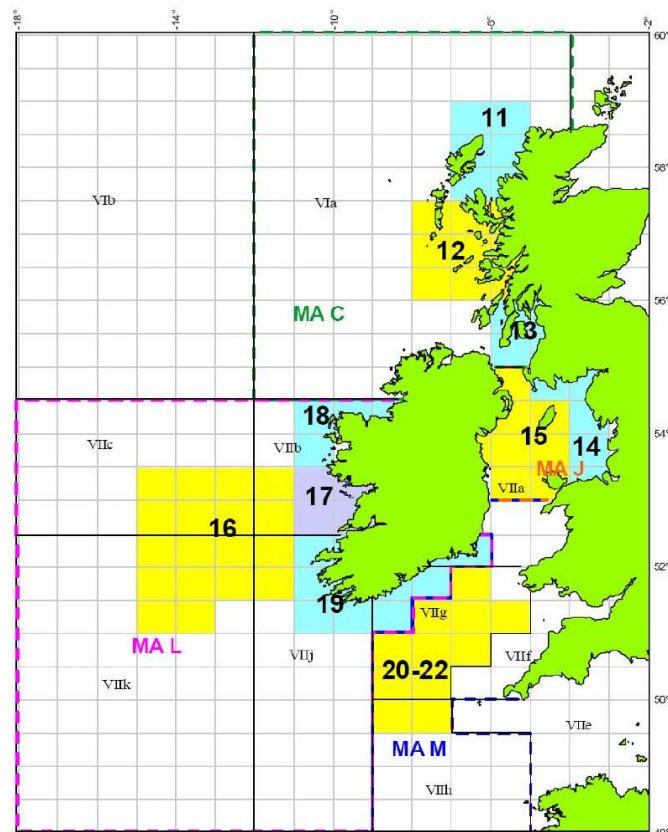 -18° -14° -10° -6° -2°
60°
11
58°
VIb VIa
12
56°
MA C
13
18
54°
VIIc VIIb 15 14
MA J
17 VIIa
16
52°
19 VIIg
MA L VIIj VIIf
20-22
VIIk
50°
VIIe
MA M
VIIh